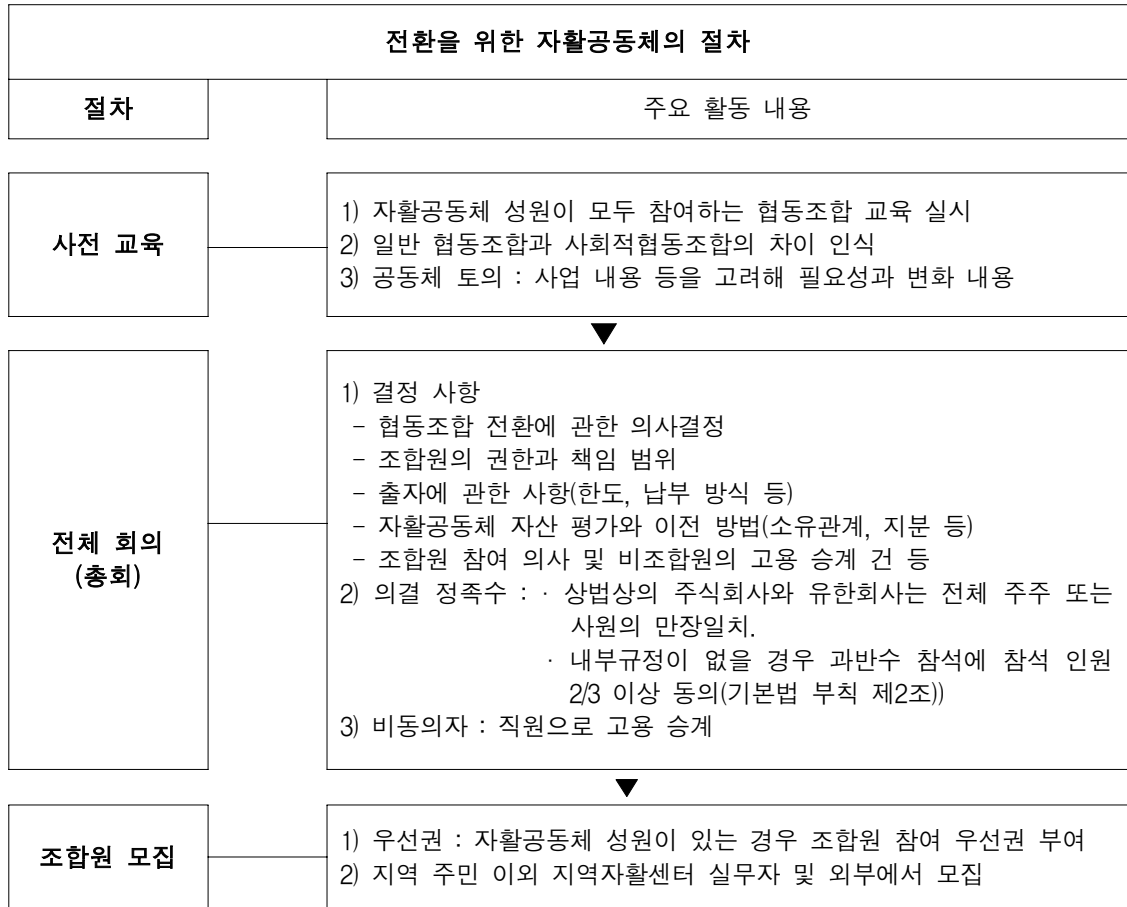 전환을 위한 자활공동체의 절차
절차
주요 활동 내용
사전 교육
1) 자활공동체 성원이 모두 참여하는 협동조합 교육 실시
2) 일반 협동조합과 사회적협동조합의 차이 인식
3) 공동체 토의 : 사업 내용 등을 고려해 필요성과 변화 내용
▼
전체 회의
(총회)
1) 결정 사항
- 협동조합 전환에 관한 의사결정
- 조합원의 권한과 책임 범위
- 출자에 관한 사항(한도, 납부 방식 등)
- 자활공동체 자산 평가와 이전 방법(소유관계, 지분 등)
- 조합원 참여 의사 및 비조합원의 고용 승계 건 등
2) 의결 정족수 : · 상법상의 주식회사와 유한회사는 전체 주주 또는
사원의 만장일치.
· 내부규정이 없을 경우 과반수 참석에 참석 인원
2/3 이상 동의(기본법 부칙 제2조))
3) 비동의자 : 직원으로 고용 승계
▼
조합원 모집
1) 우선권 : 자활공동체 성원이 있는 경우 조합원 참여 우선권 부여
2) 지역 주민 이외 지역자활센터 실무자 및 외부에서 모집